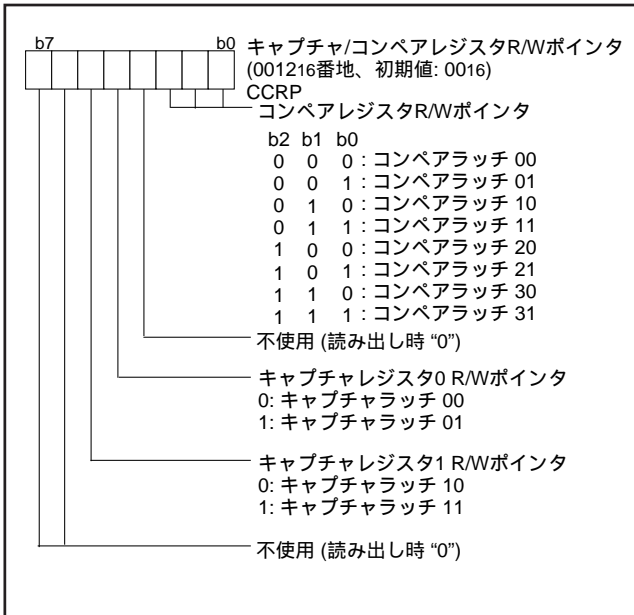 b7 b0 キャプチャ/コンペアレジスタR/Wポインタ
(001216番地、初期値: 0016)
CCRP
コンペアレジスタR/Wポインタ
b2 b1 b0
0 0 0 : コンペアラッチ 00
0 0 1 : コンペアラッチ 01
0 1 0 : コンペアラッチ 10
0 1 1 : コンペアラッチ 11
1 0 0 : コンペアラッチ 20
1 0 1 : コンペアラッチ 21
1 1 0 : コンペアラッチ 30
1 1 1 : コンペアラッチ 31
不使用 (読み出し時 “0”)
キャプチャレジスタ0 R/Wポインタ
0: キャプチャラッチ 00
1: キャプチャラッチ 01
キャプチャレジスタ1 R/Wポインタ
0: キャプチャラッチ 10
1: キャプチャラッチ 11
不使用 (読み出し時 “0”)